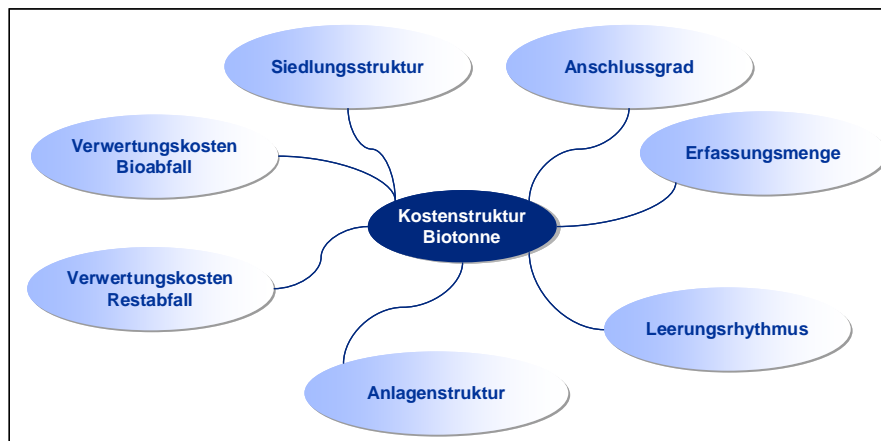 Siedlungsstruktur
Anschlussgrad
Verwertungskosten
Bioabfall
Erfassungsmenge
Kostenstruktur
Biotonne
Verwertungskosten
Restabfall
Leerungsrhythmus
Anlagenstruktur